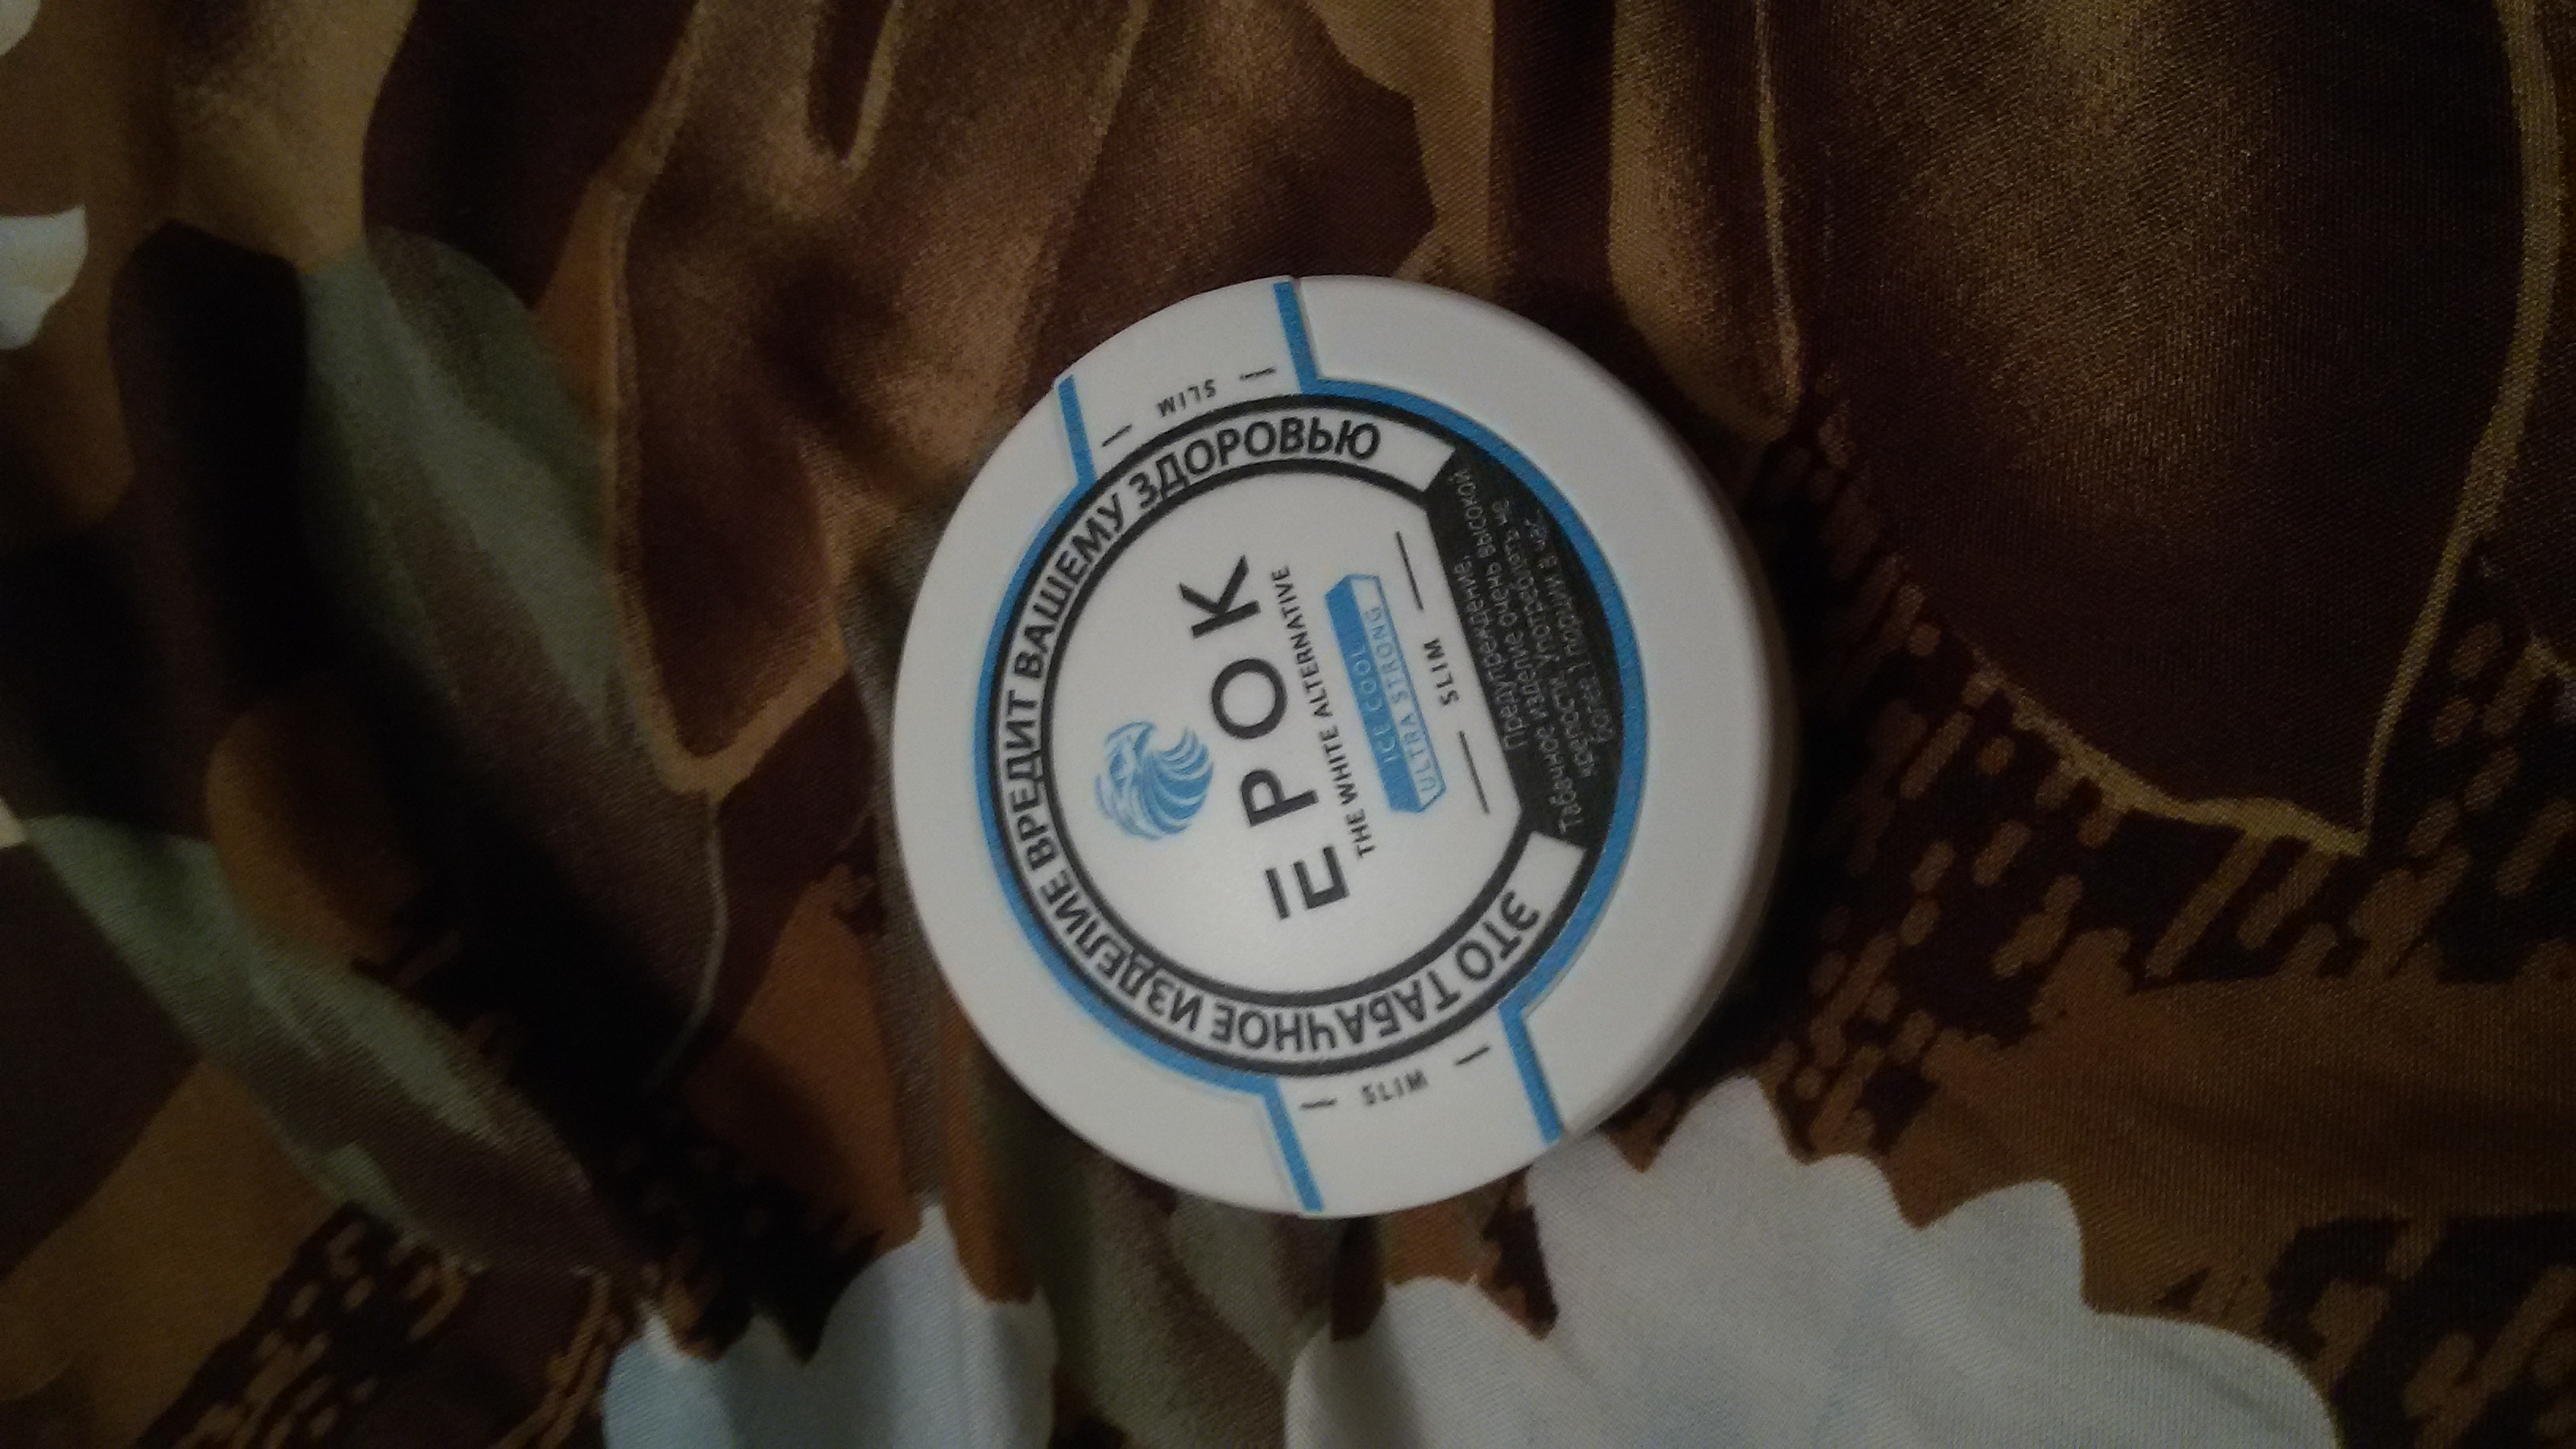 ЭТО ТАБАЧНОЕ ИЗДЕЛИЕ ВРЕДИТ ВАШЕМУ ЗДОРОВЬЮ
SLIM
SLIM
ĒPOK
THE WHITE ALTERNATIVE
ICE COOL
ULTRA STRONG
SLIM
Предупреждение:
Табачное изделие очень высокой
крепости, употреблять не
более 1 порции в час